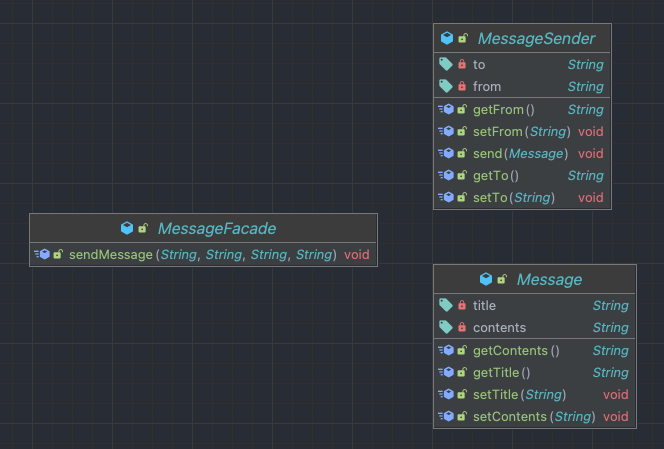 MessageSender
to String
from String
getFrom() String
setFrom(String) void
send(Message) void
getTo() String
setTo(String) void
MessageFacade
sendMessage(String, String, String, String) void
Message
title String
contents String
getContents() String
getTitle() String
setTitle(String) void
setContents(String) void